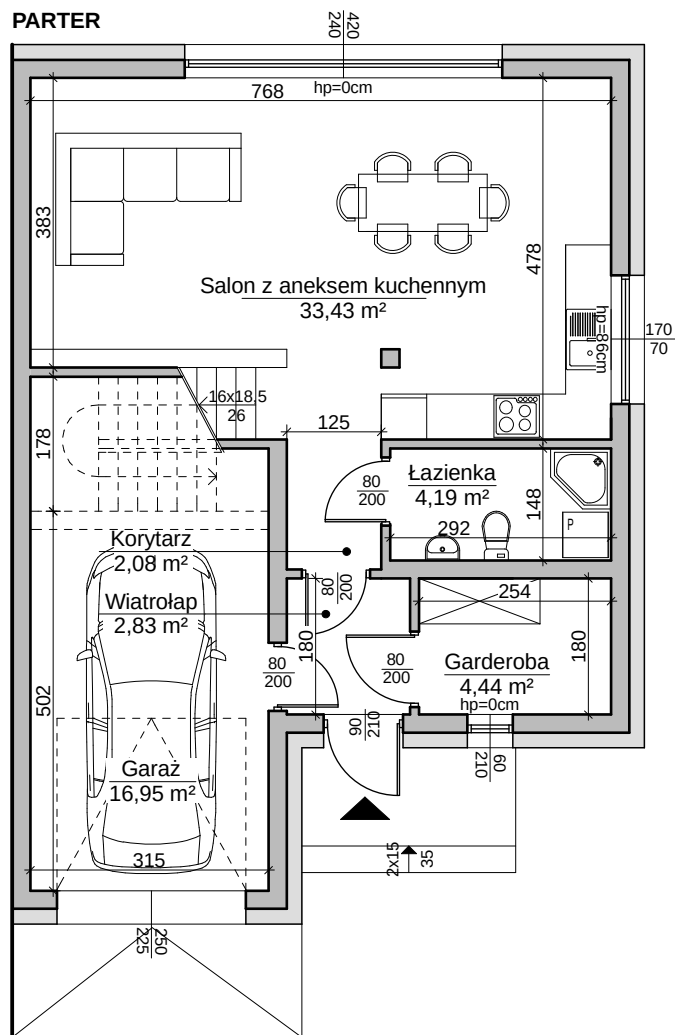 PARTER
420
240
hp=0cm
768
383
478
Salon z aneksem kuchennym
33,43 m²
hp=86cm
170
70
16x18,5
26
125
178
80
200
Łazienka
4,19 m²
148
292
P
Korytarz
2,08 m²
80
200
Wiatrołap
2,83 m²
254
180
180
80
200
80
200
Garderoba
4,44 m²
hp=0cm
502
90
210
60
210
Garaż
16,95 m²
315
2x15
35
250
225